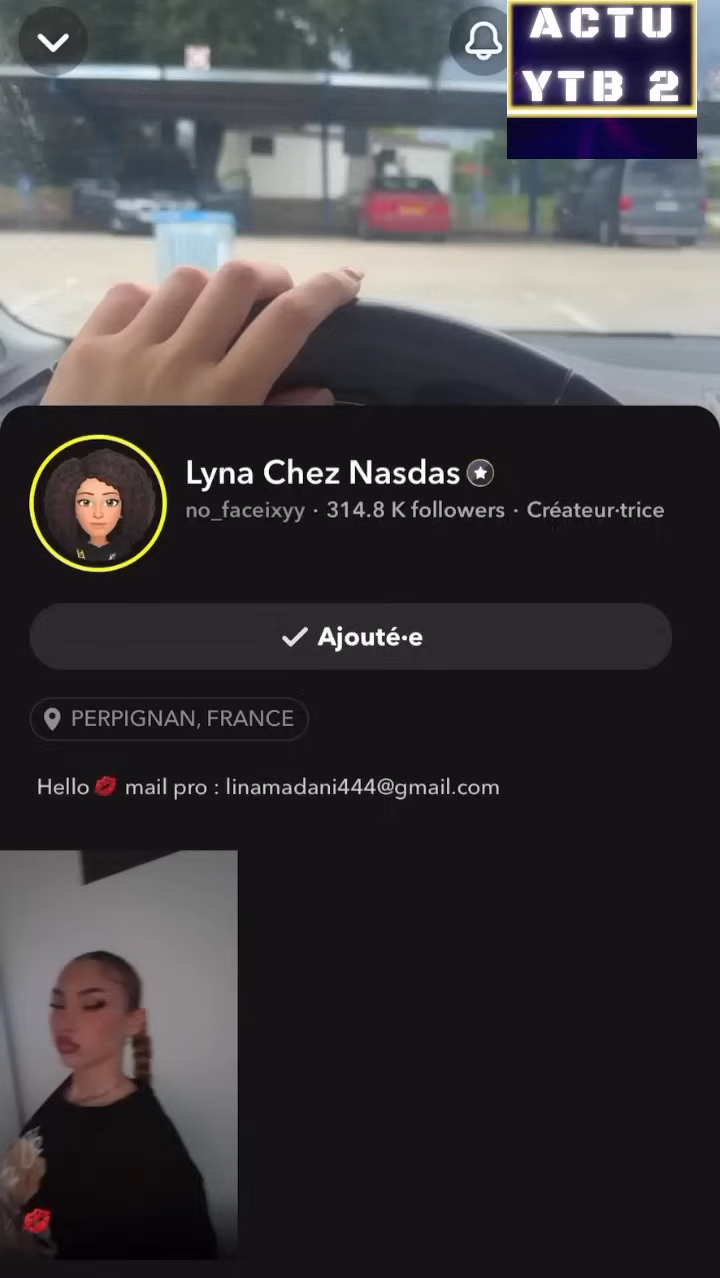 ACTU
YTB 2
Lyna Chez Nasdas
no_faceixyy · 314.8 K followers · Créateur·trice
Ajouté·e
PERPIGNAN, FRANCE
Hello 💋 mail pro : linamadani444@gmail.com